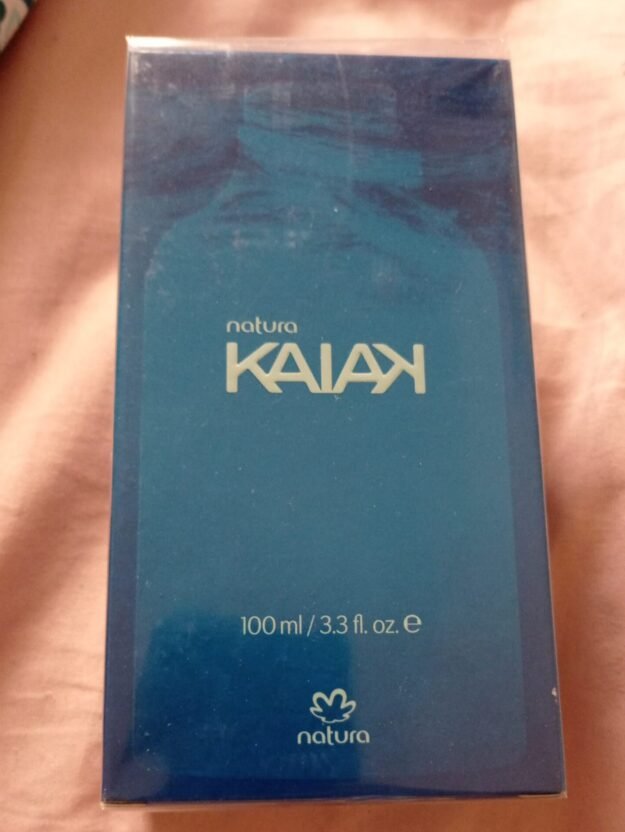 natura
KAIAK
100 ml / 3.3 fl. oz. ℮
natura